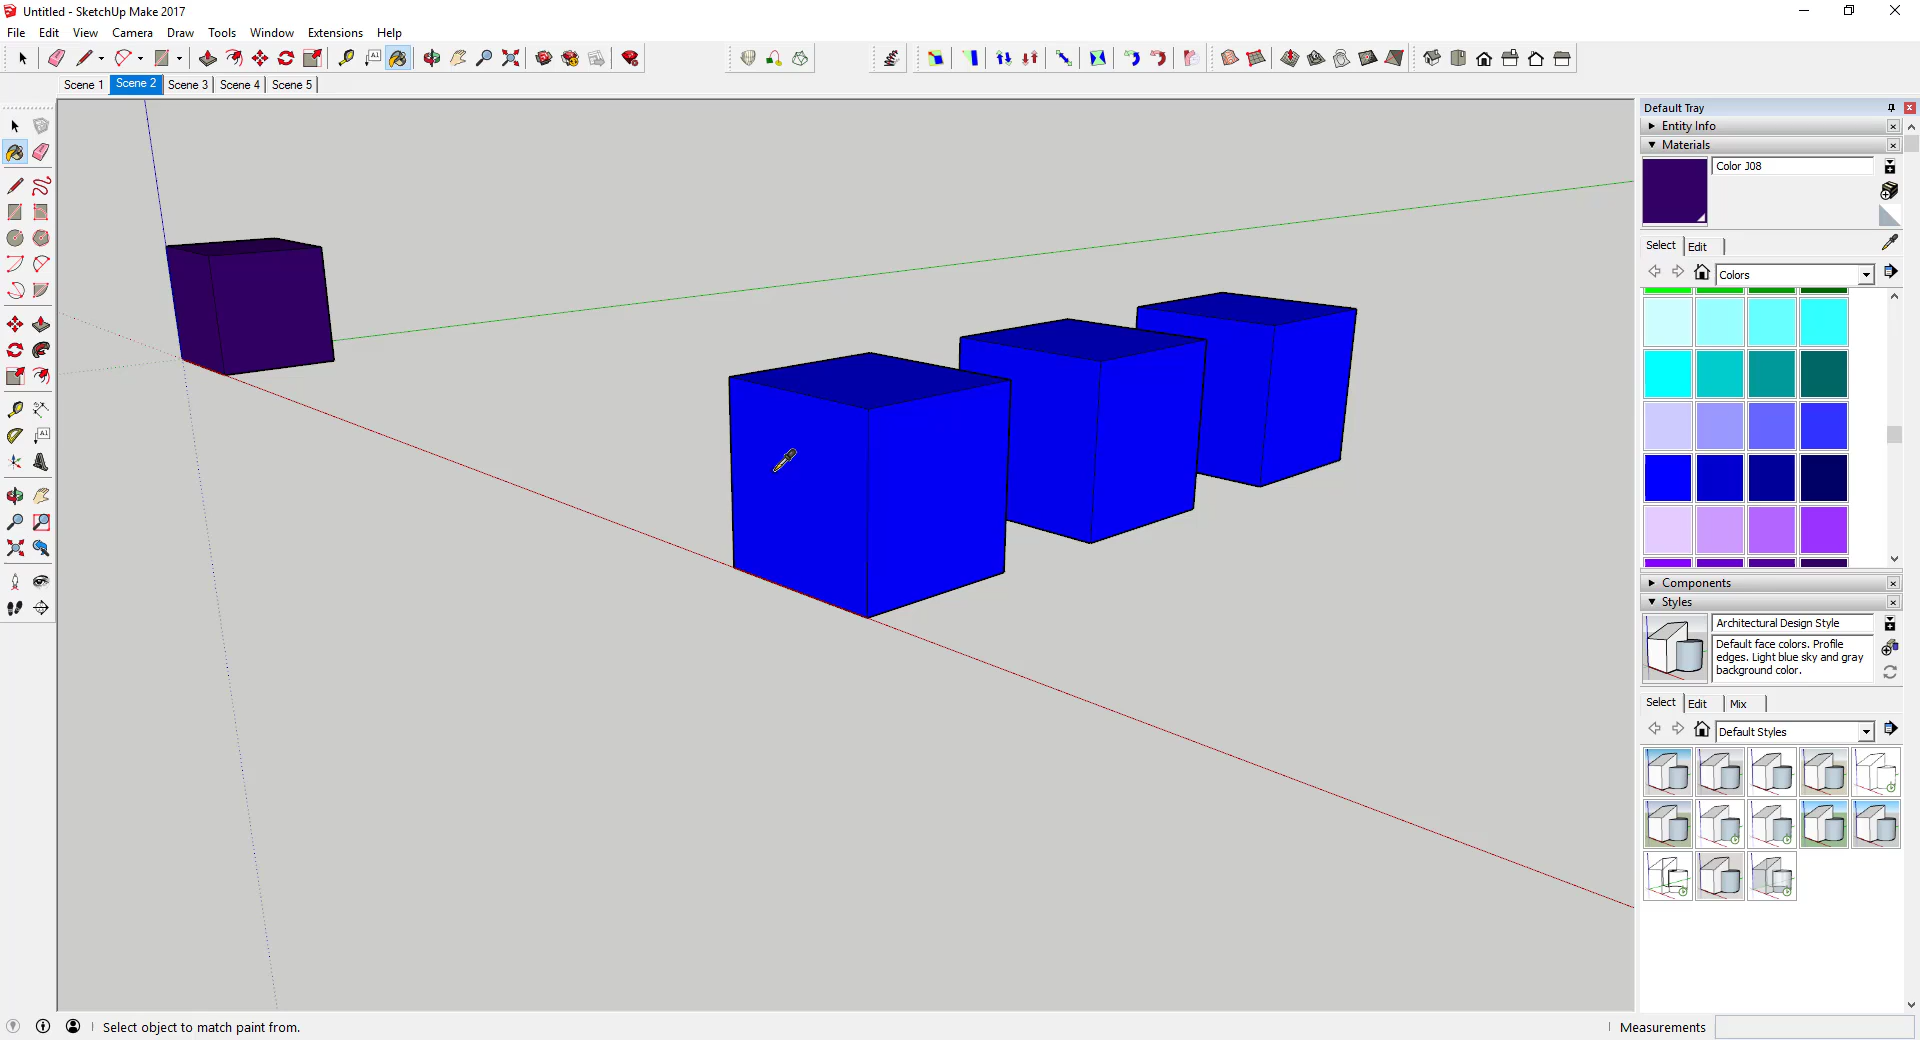 Untitled - SketchUp Make 2017
File Edit View Camera Draw Tools Window Extensions Help
Scene 1 Scene 2 Scene 3 Scene 4 Scene 5
Default Tray
Entity Info
Materials
Color J08
Select Edit
Colors
Components
Styles
Architectural Design Style
Default face colors. Profile
edges. Light blue sky and gray
background color.
Select Edit Mix
Default Styles
Select object to match paint from.
Measurements